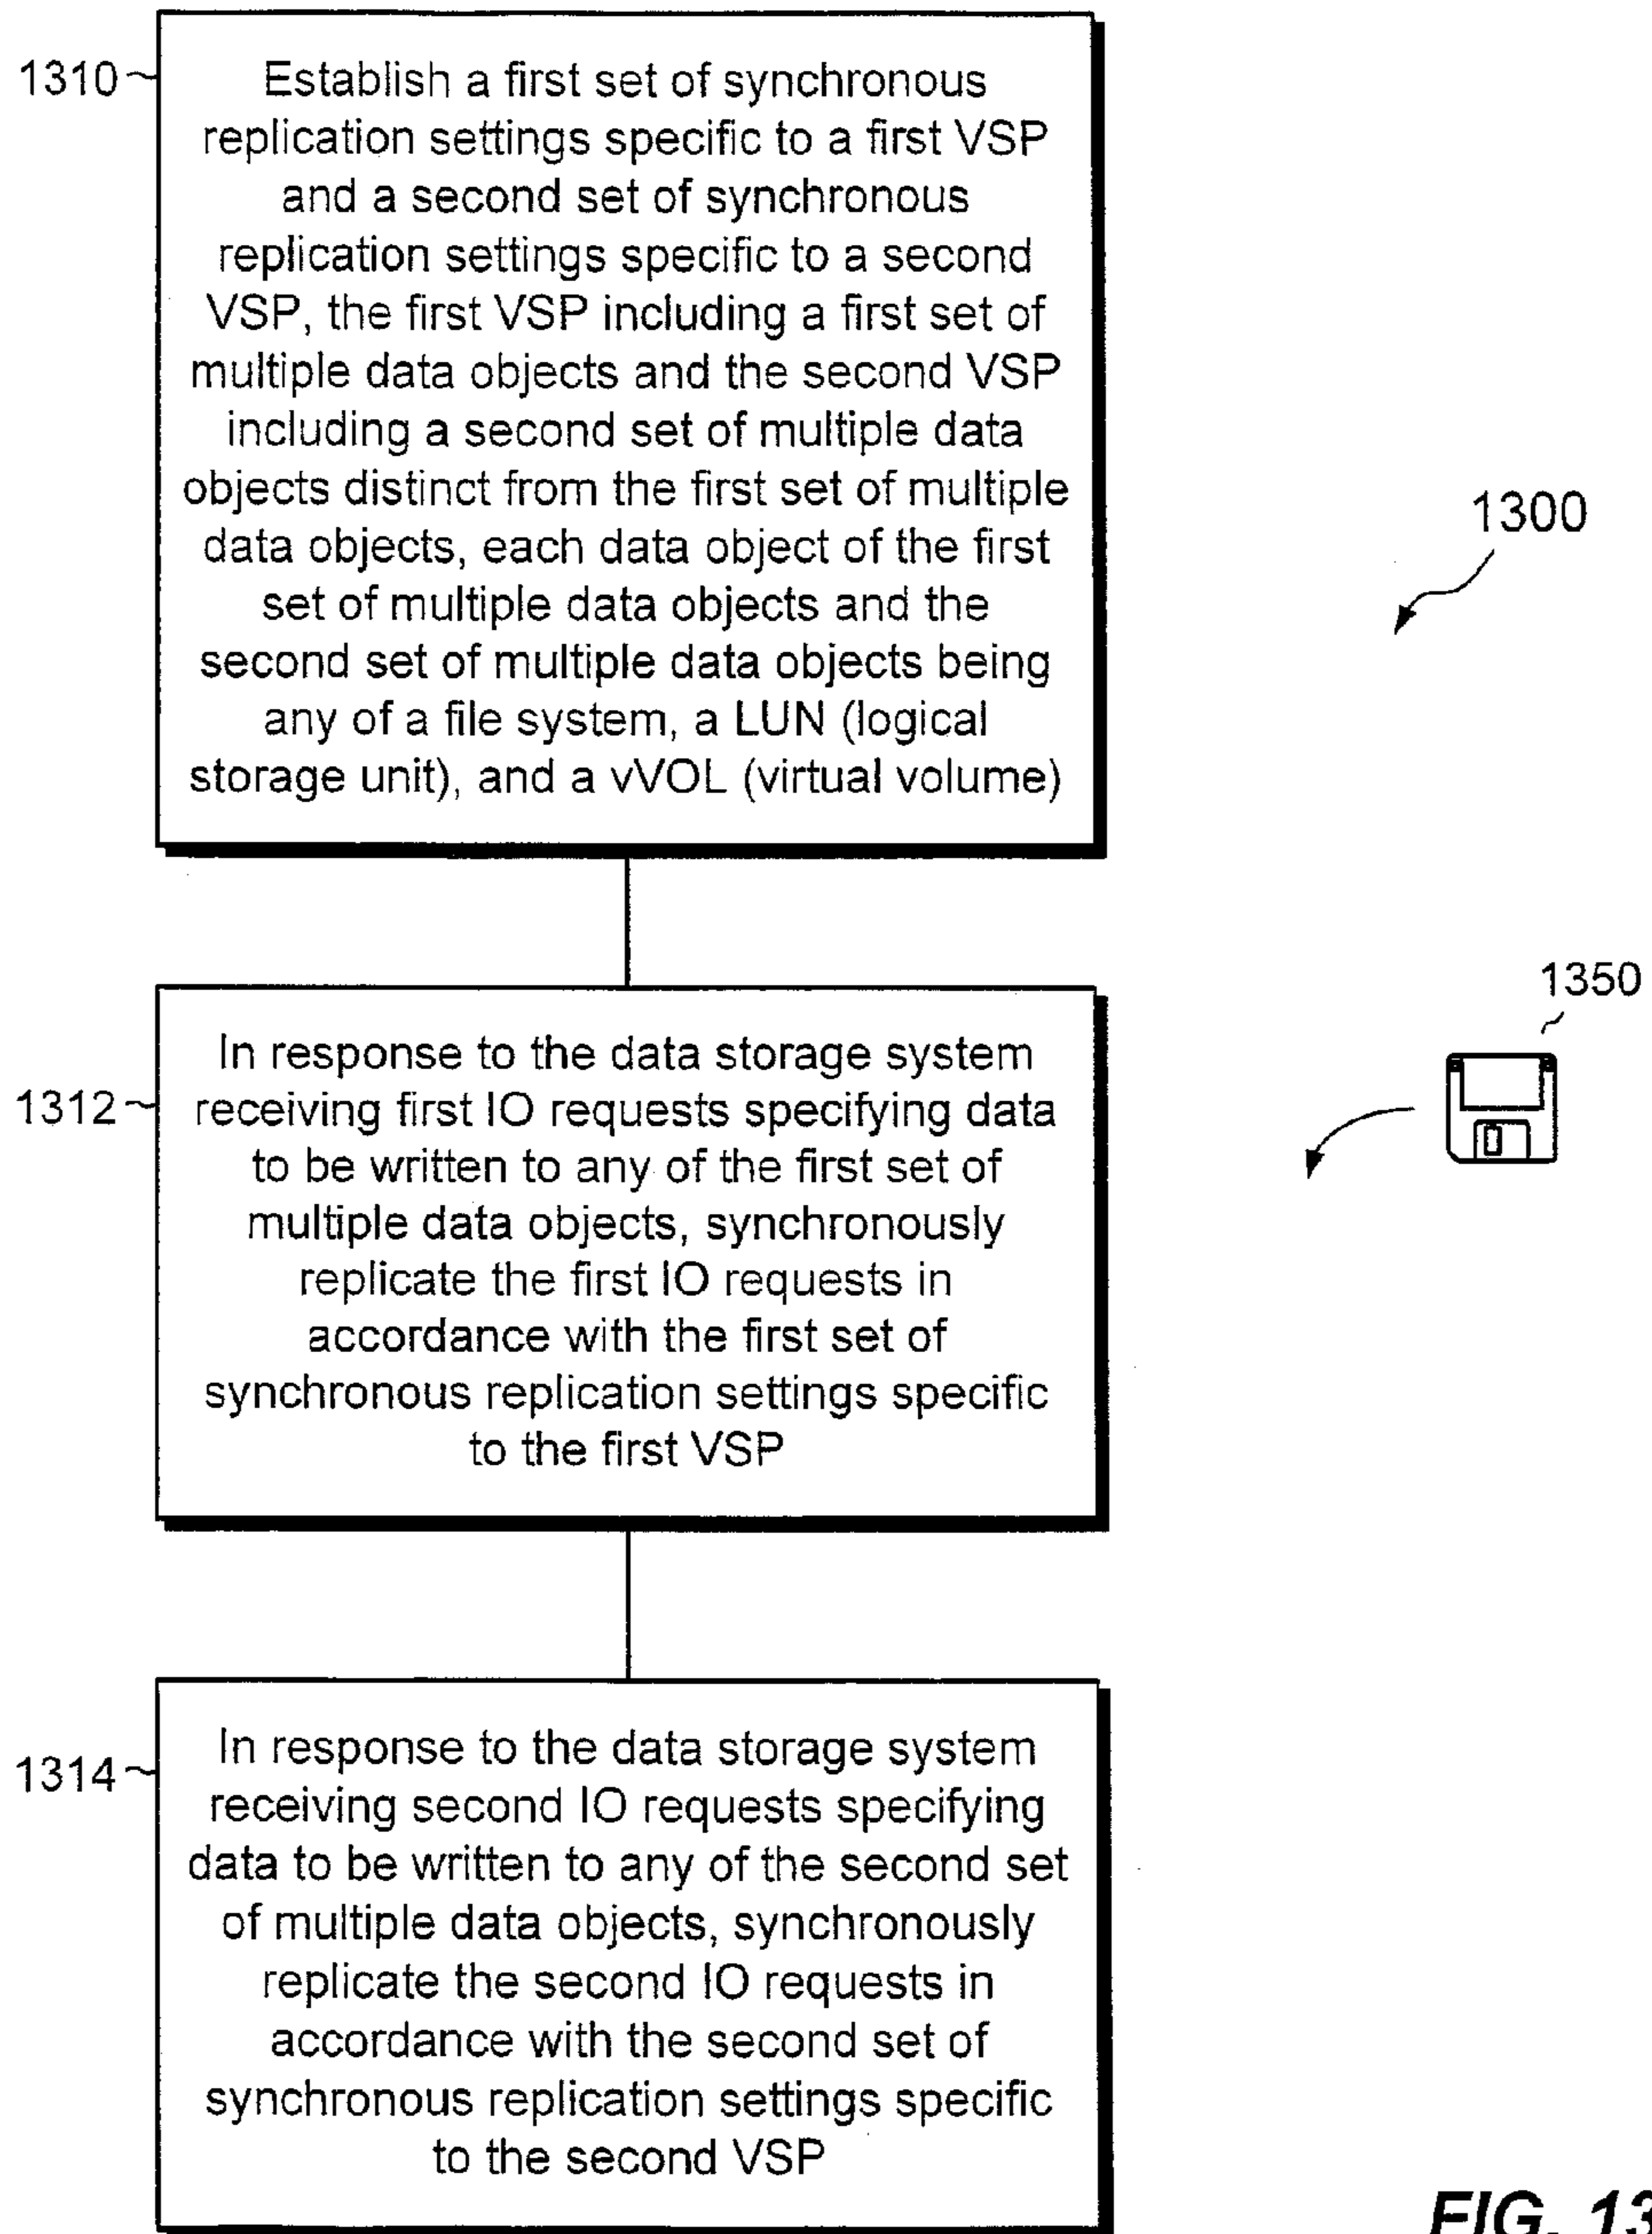 1310
Establish a first set of synchronous
replication settings specific to a first VSP
and a second set of synchronous
replication settings specific to a second
VSP, the first VSP including a first set of
multiple data objects and the second VSP
including a second set of multiple data
objects distinct from the first set of multiple
data objects, each data object of the first
set of multiple data objects and the
second set of multiple data objects being
any of a file system, a LUN (logical
storage unit), and a vVOL (virtual volume)
1300
1350
1312
In response to the data storage system
receiving first IO requests specifying data
to be written to any of the first set of
multiple data objects, synchronously
replicate the first IO requests in
accordance with the first set of
synchronous replication settings specific
to the first VSP
1314
In response to the data storage system
receiving second IO requests specifying
data to be written to any of the second set
of multiple data objects, synchronously
replicate the second IO requests in
accordance with the second set of
synchronous replication settings specific
to the second VSP
FIG. 13